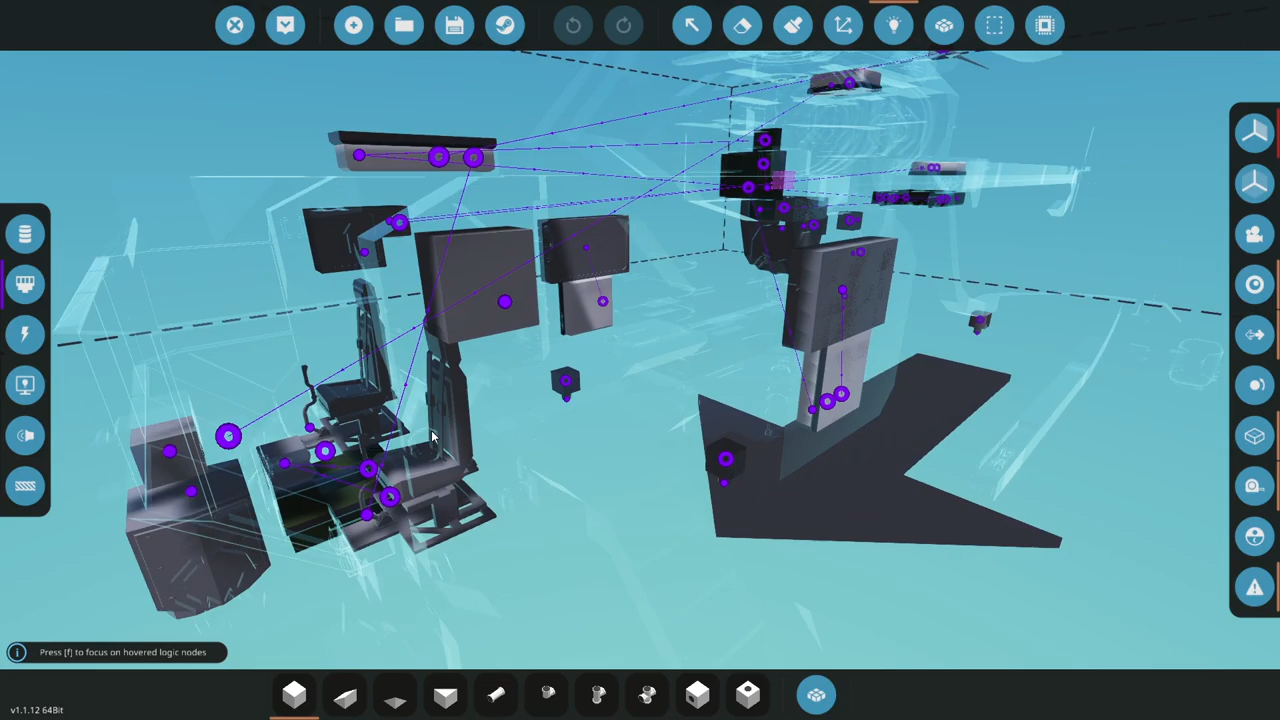 Press [f] to focus on hovered logic nodes
v1.1.12 64Bit